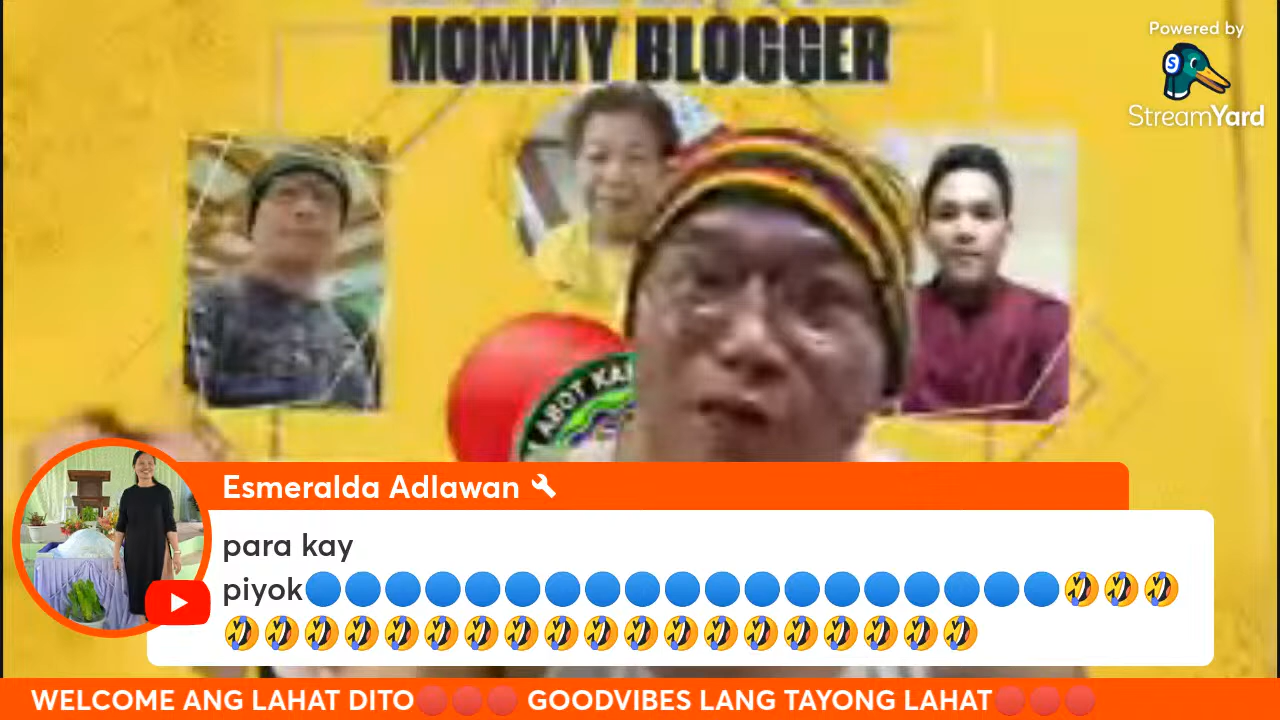 MOMMY BLOGGER
Powered by
StreamYard
Esmeralda Adlawan
para kay
piyok🔵🔵🔵🔵🔵🔵🔵🔵🔵🔵🔵🔵🔵🔵🔵🔵🔵🔵🔵🤣🤣🤣
🤣🤣🤣🤣🤣🤣🤣🤣🤣🤣🤣🤣🤣🤣🤣🤣🤣🤣🤣
WELCOME ANG LAHAT DITO🔴🔴🔴 GOODVIBES LANG TAYONG LAHAT🔴🔴🔴